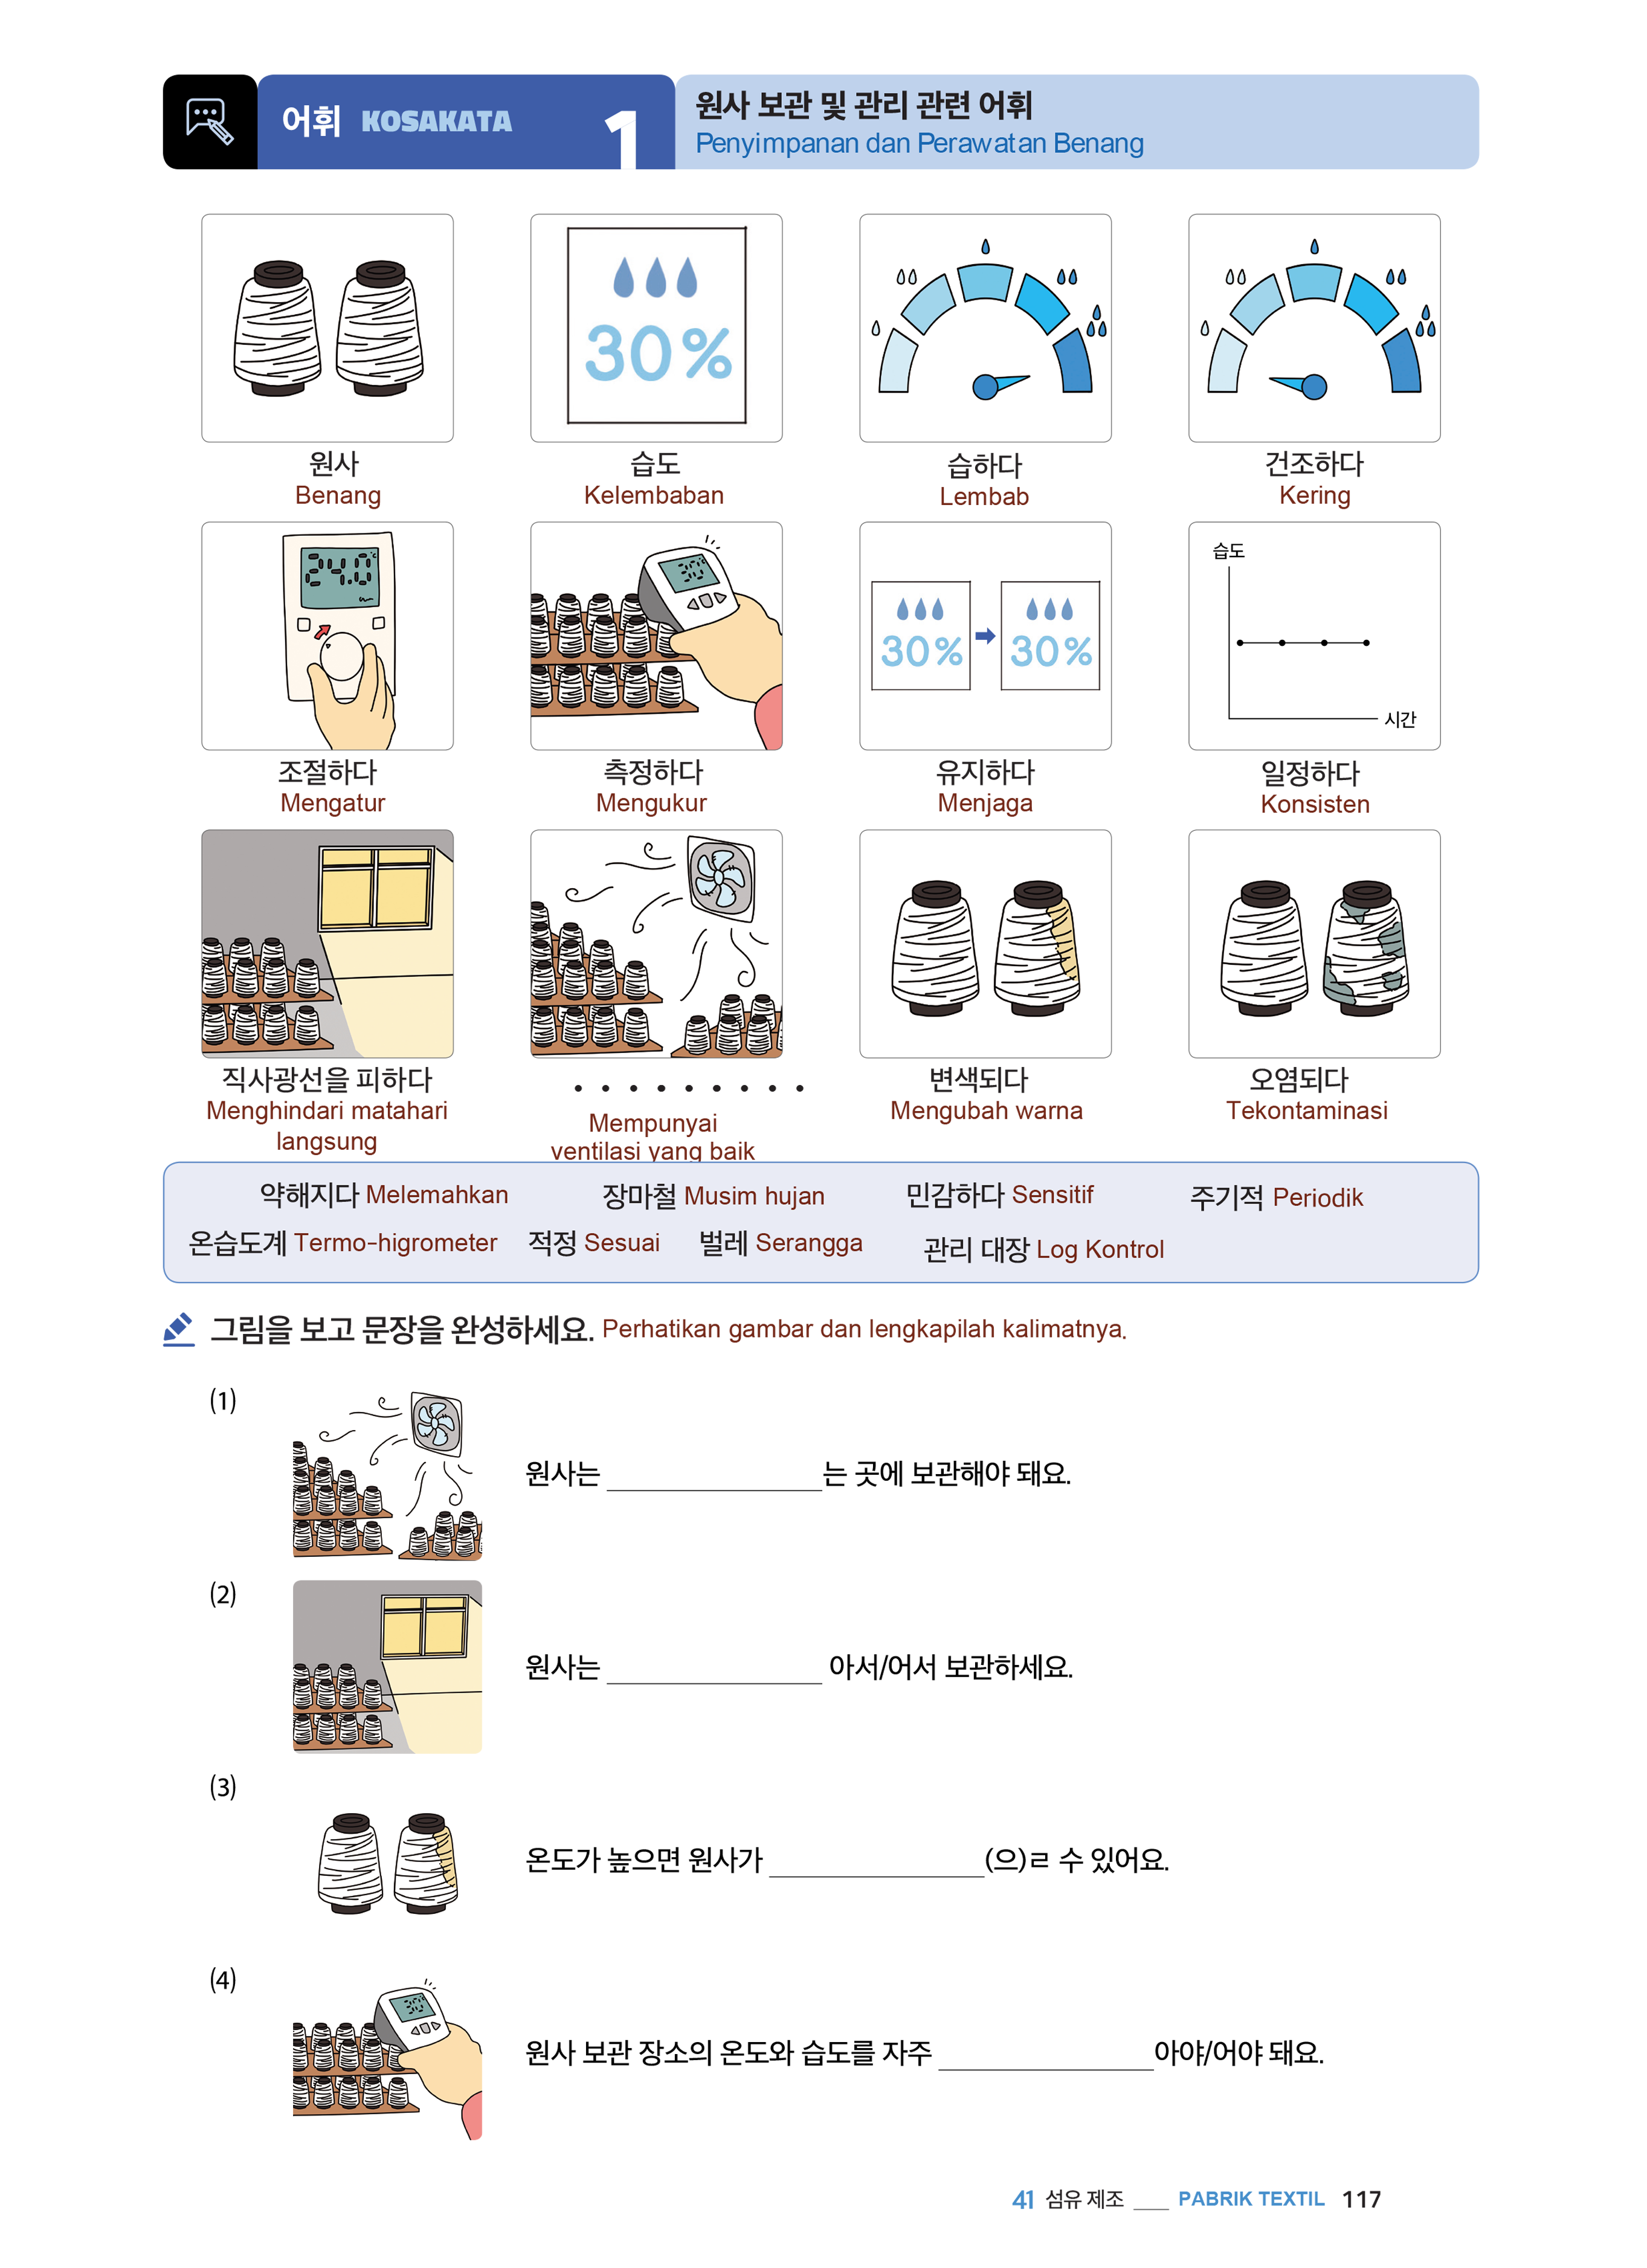 어휘 KOSAKATA 1
원사 보관 및 관리 관련 어휘
Penyimpanan dan Perawatan Benang
30%
원사 습도 습하다 건조하다
Benang Kelembaban Lembab Kering
24.0°C
30
30% 30%
습도
시간
조절하다 측정하다 유지하다 일정하다
Mengatur Mengukur Menjaga Konsisten
직사광선을 피하다 • • • • • • • • • 변색되다 오염되다
Menghindari matahari langsung Mempunyai ventilasi yang baik Mengubah warna Tekontaminasi
약해지다 Melemahkan 장마철 Musim hujan 민감하다 Sensitif 주기적 Periodik
온습도계 Termo-higrometer 적정 Sesuai 벌레 Serangga 관리 대장 Log Kontrol
그림을 보고 문장을 완성하세요. Perhatikan gambar dan lengkapilah kalimatnya.
(1) 원사는 ____________는 곳에 보관해야 돼요.
(2) 원사는 ____________ 아서/어서 보관하세요.
(3) 온도가 높으면 원사가 ____________(으)ㄹ 수 있어요.
(4) 30
원사 보관 장소의 온도와 습도를 자주 ____________아야/어야 돼요.
41 섬유 제조 ___ PABRIK TEXTIL 117